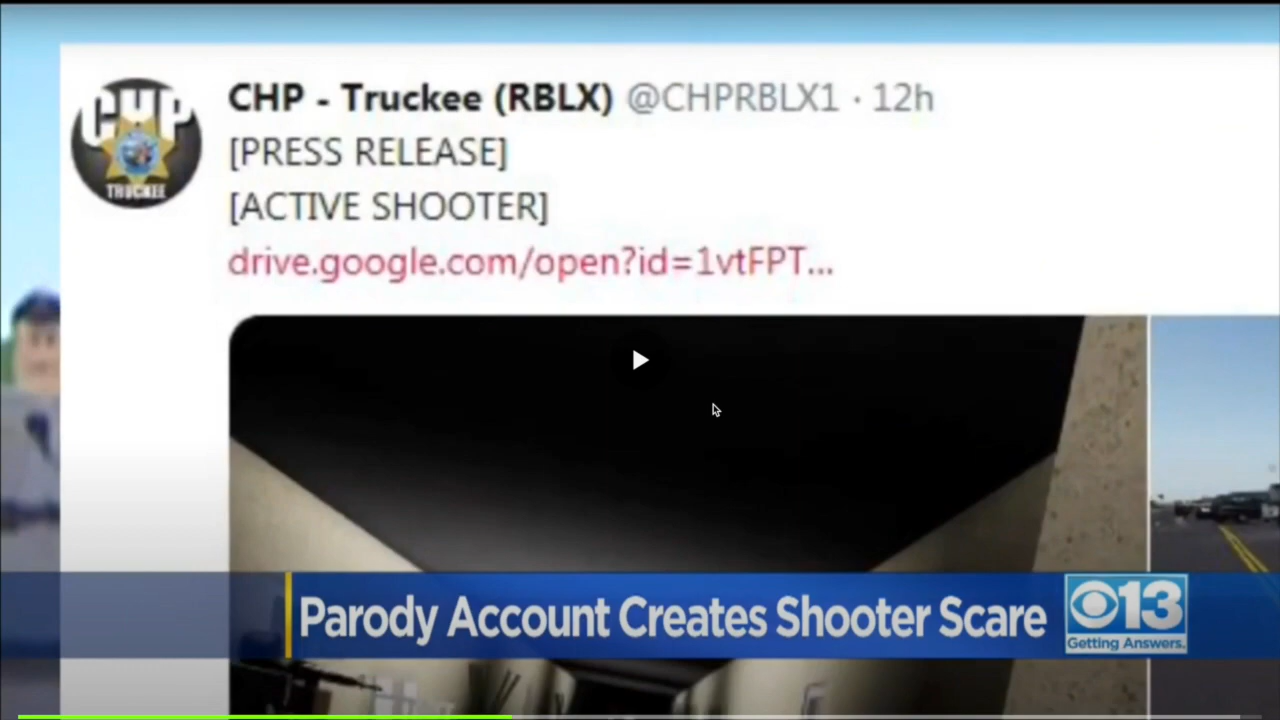 CHP
TRUCKEE
CHP - Truckee (RBLX) @CHPRBLX1 · 12h
[PRESS RELEASE]
[ACTIVE SHOOTER]
drive.google.com/open?id=1vtFPT...
Parody Account Creates Shooter Scare
13
Getting Answers.